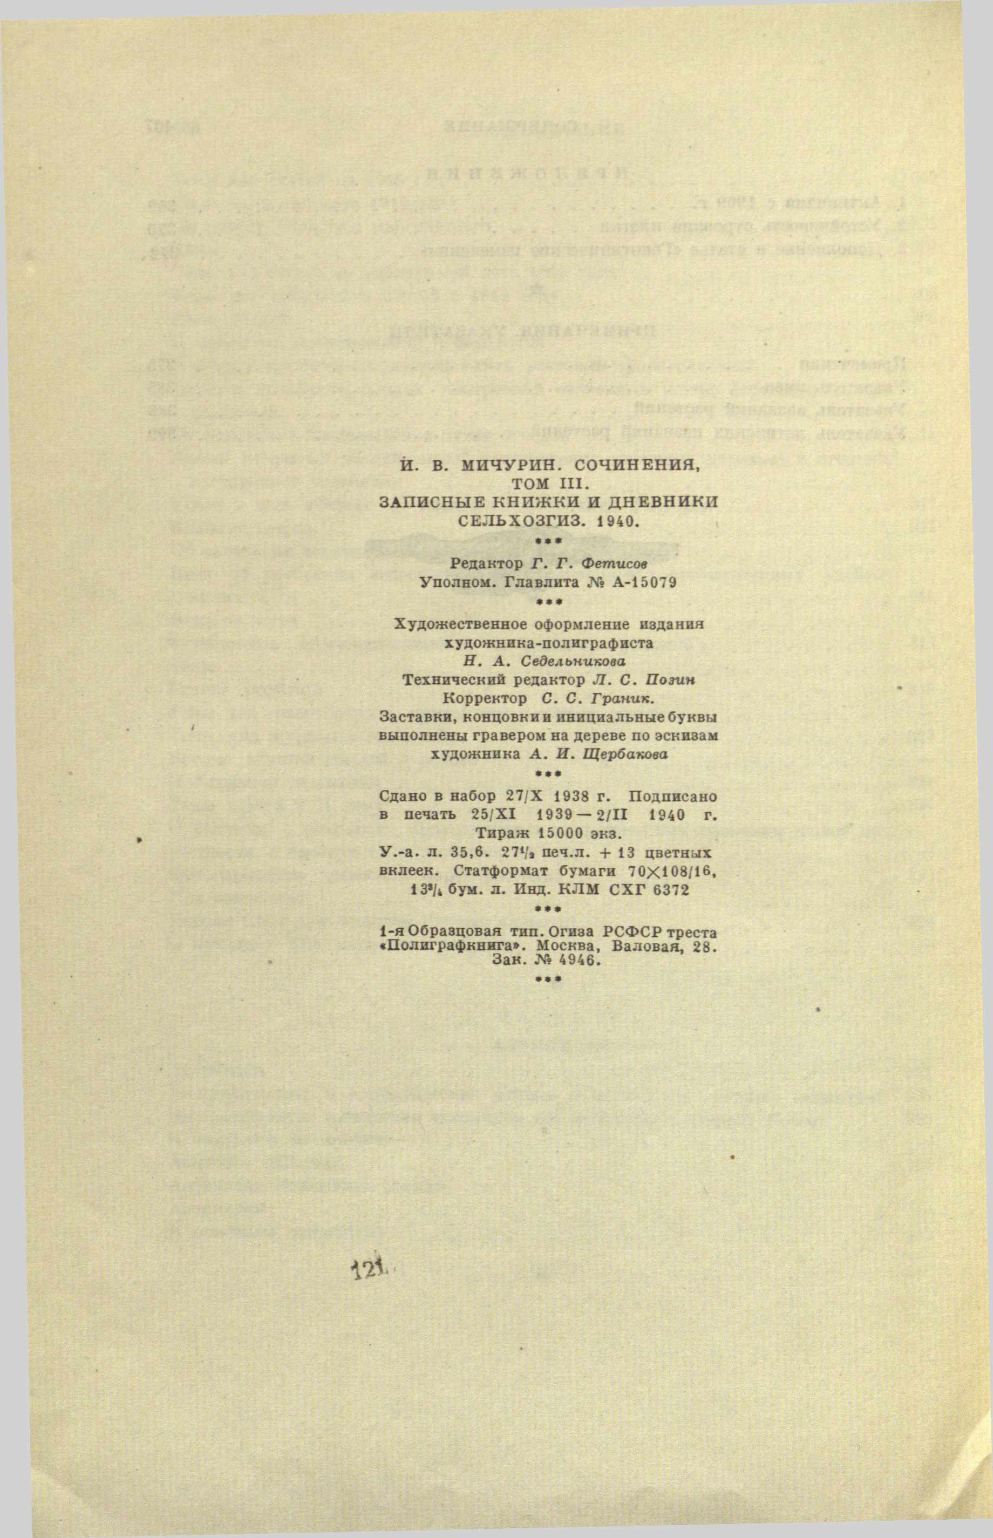 И. В. МИЧУРИН. СОЧИНЕНИЯ,
ТОМ III.
ЗАПИСНЫЕ КНИЖКИ И ДНЕВНИКИ
СЕЛЬХОЗГИЗ. 1940.
***
Редактор Г. Г. Фетисов
Уполном. Главлита № А-15079
***
Художественное оформление издания
художника-полиграфиста
Н. А. Седельникова
Технический редактор Л. С. Позин
Корректор С. С. Граник.
Заставки, концовки и инициальные буквы
выполнены гравером на дереве по эскизам
художника А. И. Щербакова
***
Сдано в набор 27/X 1938 г. Подписано
в печать 25/XI 1939 — 2/II 1940 г.
Тираж 15000 экз.
У.-а. л. 35,6. 27½ печ.л. + 13 цветных
вклеек. Статформат бумаги 70×108/16,
13¾ бум. л. Инд. КЛМ СХГ 6372
***
1-я Образцовая тип. Огиза РСФСР треста
«Полиграфкнига». Москва, Валовая, 28.
Зак. № 4946.
***
121